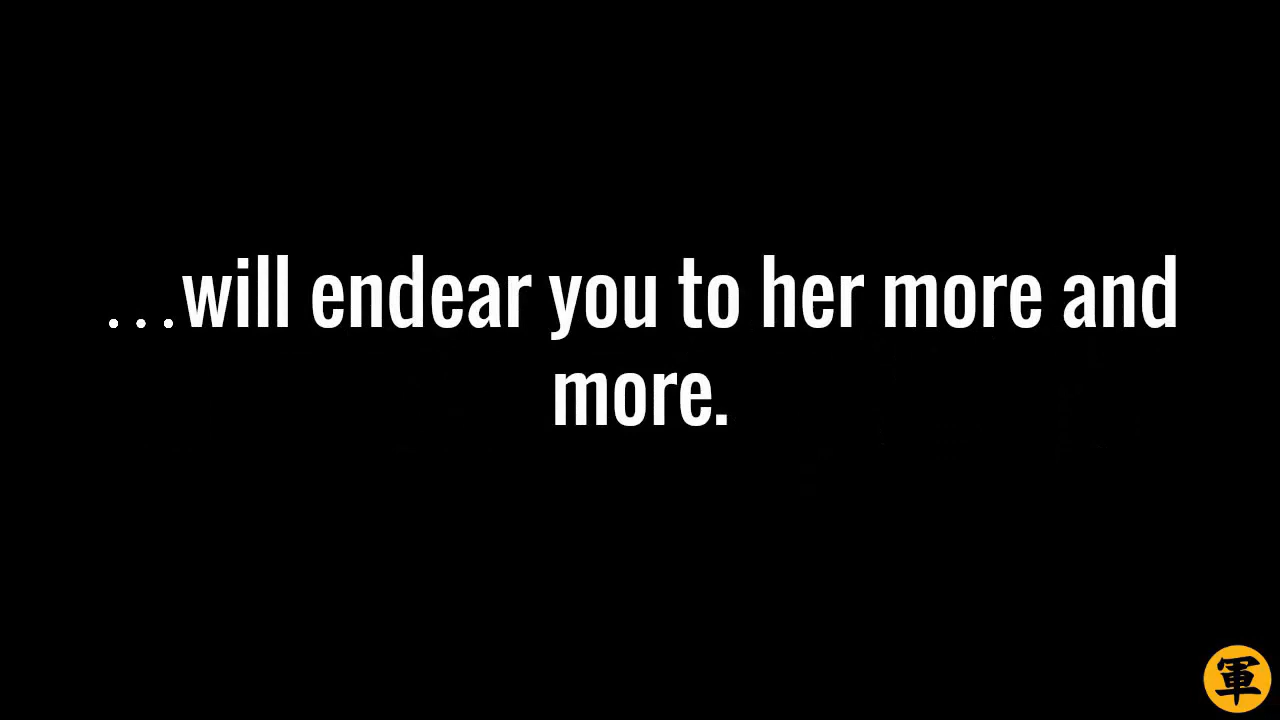 ...will endear you to her more and
more.
軍